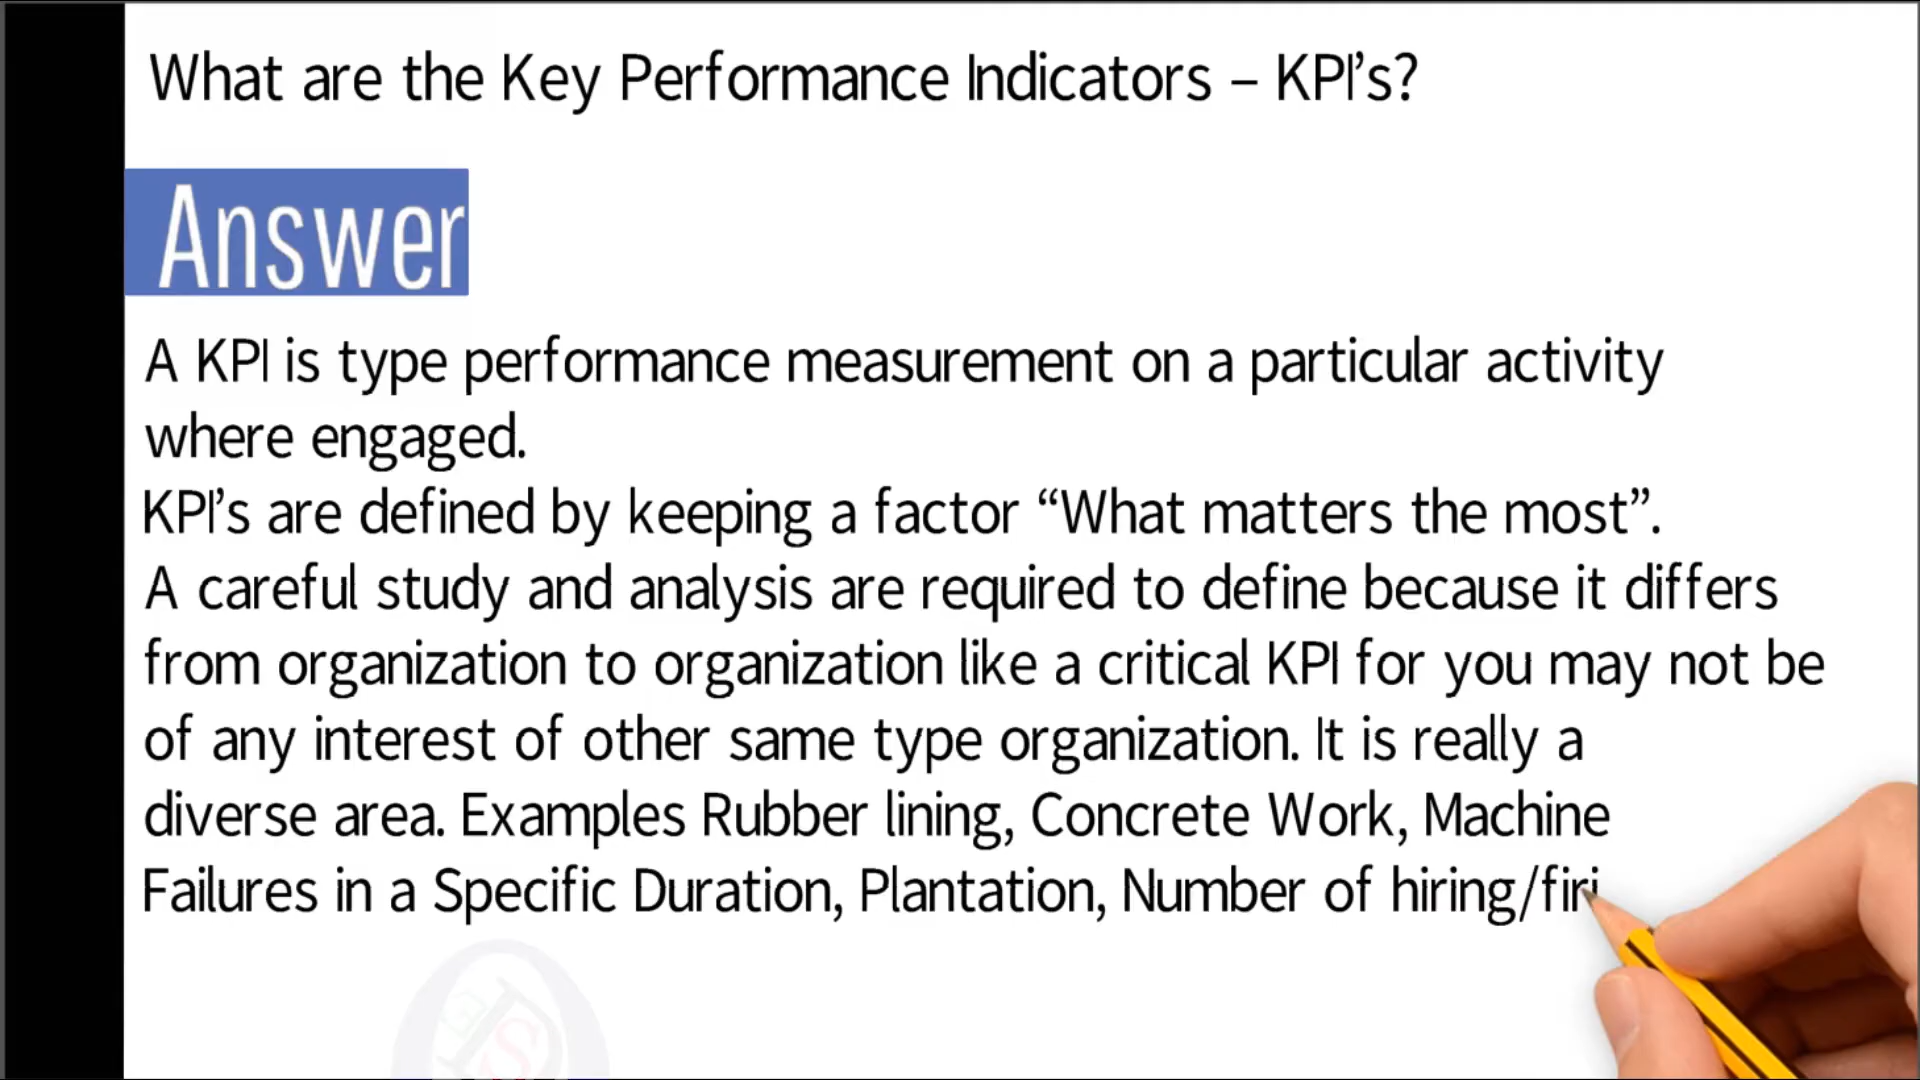 What are the Key Performance Indicators – KPI’s?
Answer
A KPI is type performance measurement on a particular activity
where engaged.
KPI’s are defined by keeping a factor “What matters the most”.
A careful study and analysis are required to define because it differs
from organization to organization like a critical KPI for you may not be
of any interest of other same type organization. It is really a
diverse area. Examples Rubber lining, Concrete Work, Machine
Failures in a Specific Duration, Plantation, Number of hiring/firi